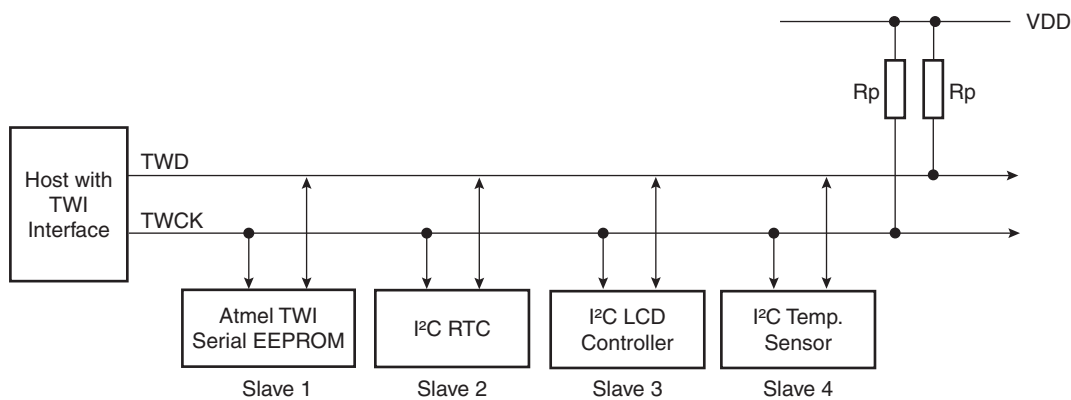 VDD
Rp
Rp
Host with
TWI
Interface
TWD
TWCK
Atmel TWI
Serial EEPROM
I²C RTC
I²C LCD
Controller
I²C Temp.
Sensor
Slave 1
Slave 2
Slave 3
Slave 4